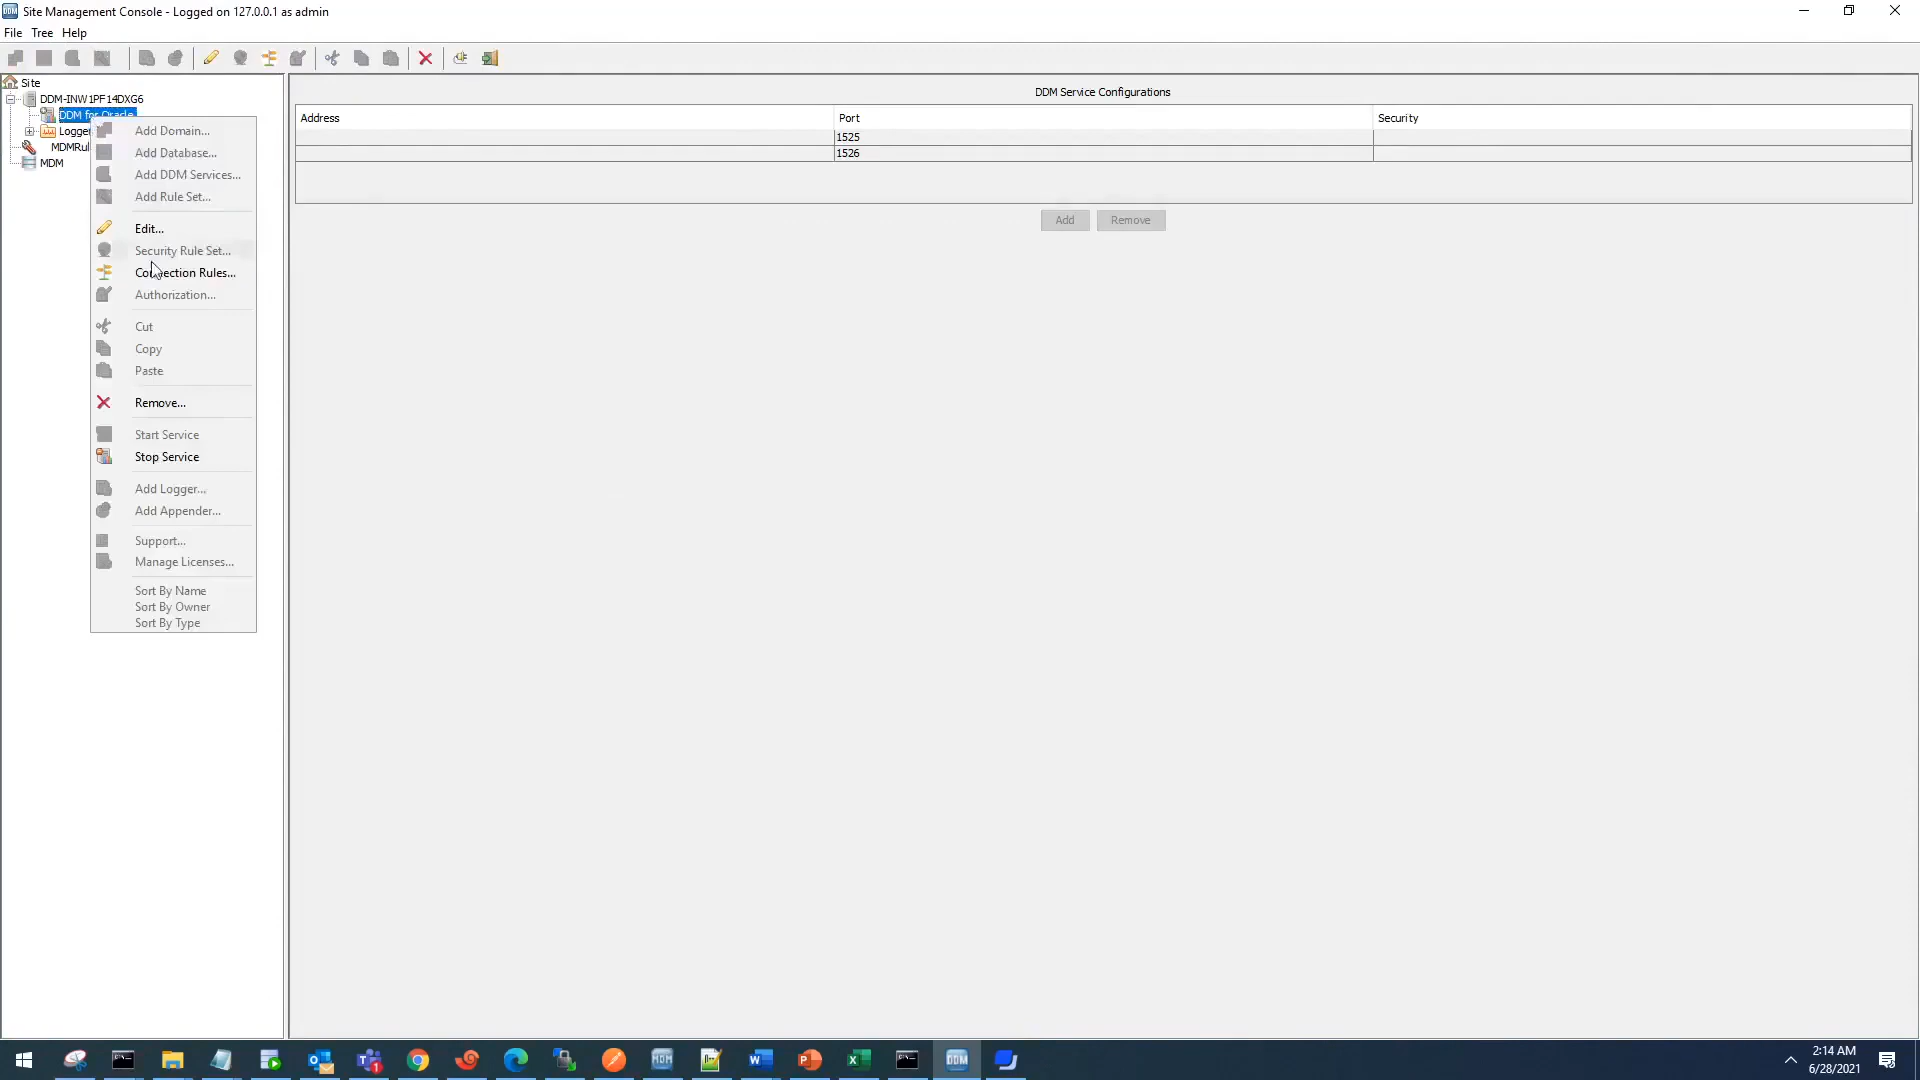 Site Management Console - Logged on 127.0.0.1 as admin
File Tree Help
Site
DDM-INW1PF14DXG6
DDM for Oracle
Logge
MDMRul
MDM
Add Domain...
Add Database...
Add DDM Services...
Add Rule Set...
Edit...
Security Rule Set...
Connection Rules...
Authorization...
Cut
Copy
Paste
Remove...
Start Service
Stop Service
Add Logger...
Add Appender...
Support...
Manage Licenses...
Sort By Name
Sort By Owner
Sort By Type
DDM Service Configurations
Address Port Security
1525
1526
Add Remove
2:14 AM
6/28/2021